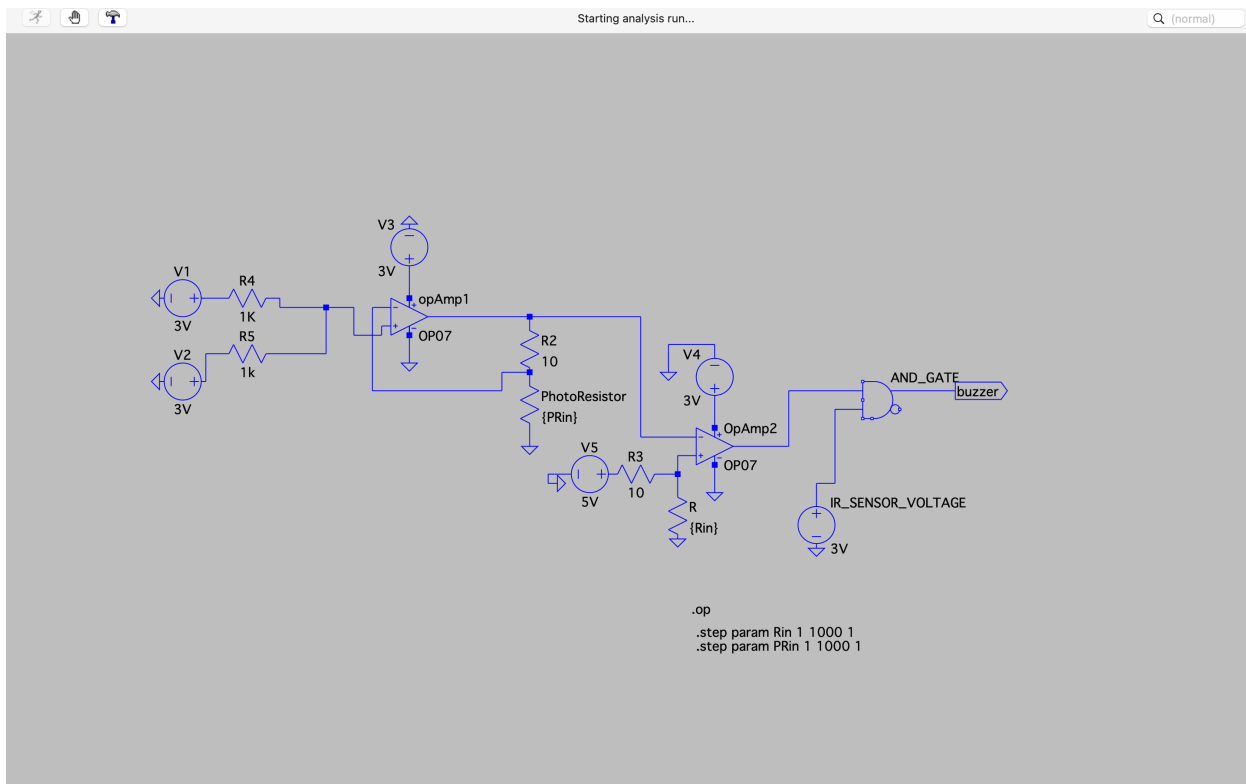 Starting analysis run...
(normal)
V3
3V
V1
R4
opAmp1
3V
1K
OP07
R5
V2
1k
3V
R2
10
PhotoResistor
{PRin}
V4
3V
AND_GATE
buzzer
OpAmp2
OP07
V5
R3
5V
10
R
{Rin}
IR_SENSOR_VOLTAGE
3V
.op
.step param Rin 1 1000 1
.step param PRin 1 1000 1